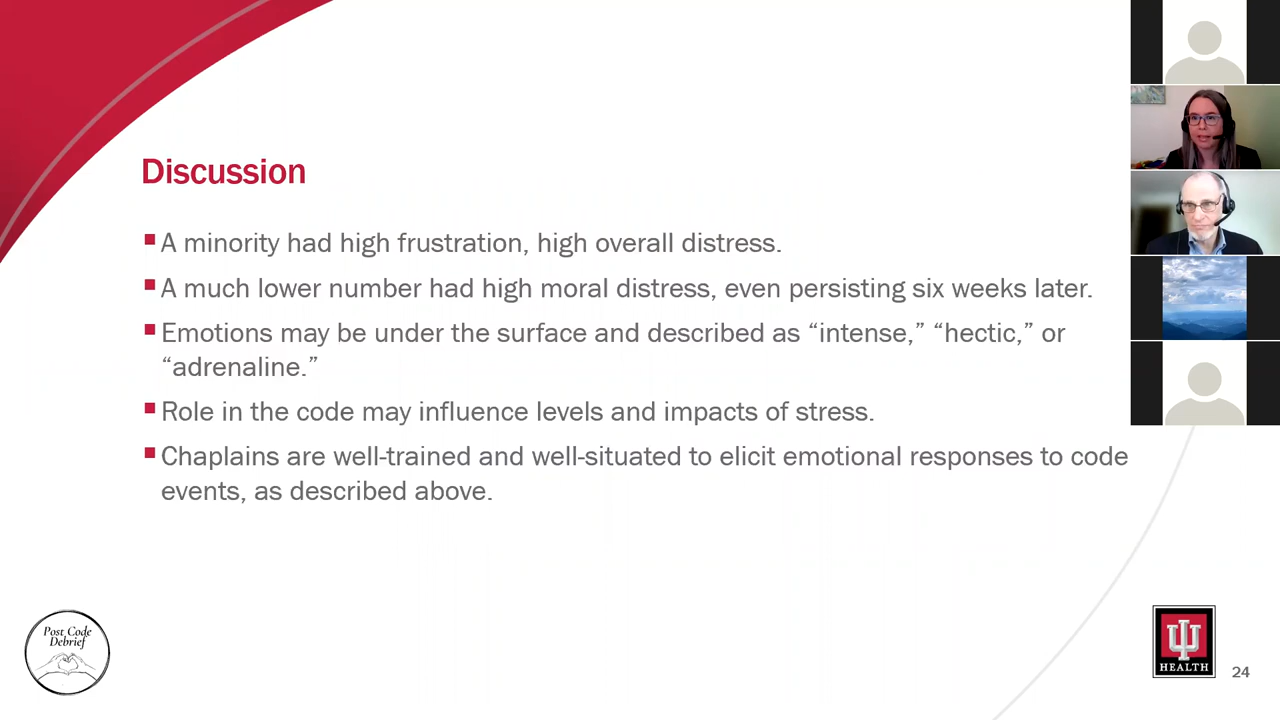 Discussion
A minority had high frustration, high overall distress.
A much lower number had high moral distress, even persisting six weeks later.
Emotions may be under the surface and described as “intense,” “hectic,” or
“adrenaline.”
Role in the code may influence levels and impacts of stress.
Chaplains are well-trained and well-situated to elicit emotional responses to code
events, as described above.
Post Code
Debrief
HEALTH
24